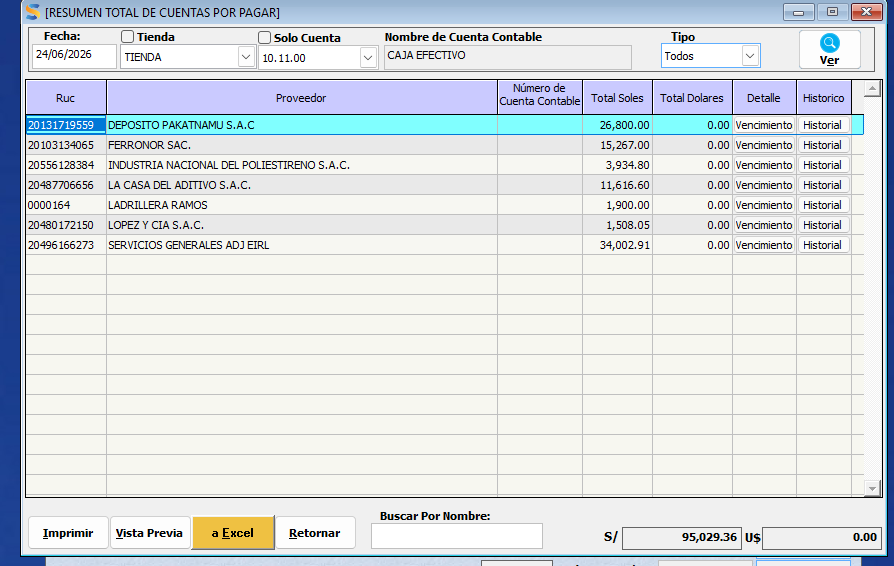 [RESUMEN TOTAL DE CUENTAS POR PAGAR]
Fecha: Tienda Solo Cuenta Nombre de Cuenta Contable Tipo
24/06/2026 TIENDA 10.11.00 CAJA EFECTIVO Todos Ver
Ruc Proveedor Número de Cuenta Contable Total Soles Total Dolares Detalle Historico
20131719559 DEPOSITO PAKATNAMU S.A.C 26,800.00 0.00 Vencimiento Historial
20103134065 FERRONOR SAC. 15,267.00 0.00 Vencimiento Historial
20556128384 INDUSTRIA NACIONAL DEL POLIESTIRENO S.A.C. 3,934.80 0.00 Vencimiento Historial
20487706656 LA CASA DEL ADITIVO S.A.C. 11,616.60 0.00 Vencimiento Historial
0000164 LADRILLERA RAMOS 1,900.00 0.00 Vencimiento Historial
20480172150 LOPEZ Y CIA S.A.C. 1,508.05 0.00 Vencimiento Historial
20496166273 SERVICIOS GENERALES ADJ EIRL 34,002.91 0.00 Vencimiento Historial
Buscar Por Nombre:
Imprimir Vista Previa a Excel Retornar S/ 95,029.36 U$ 0.00